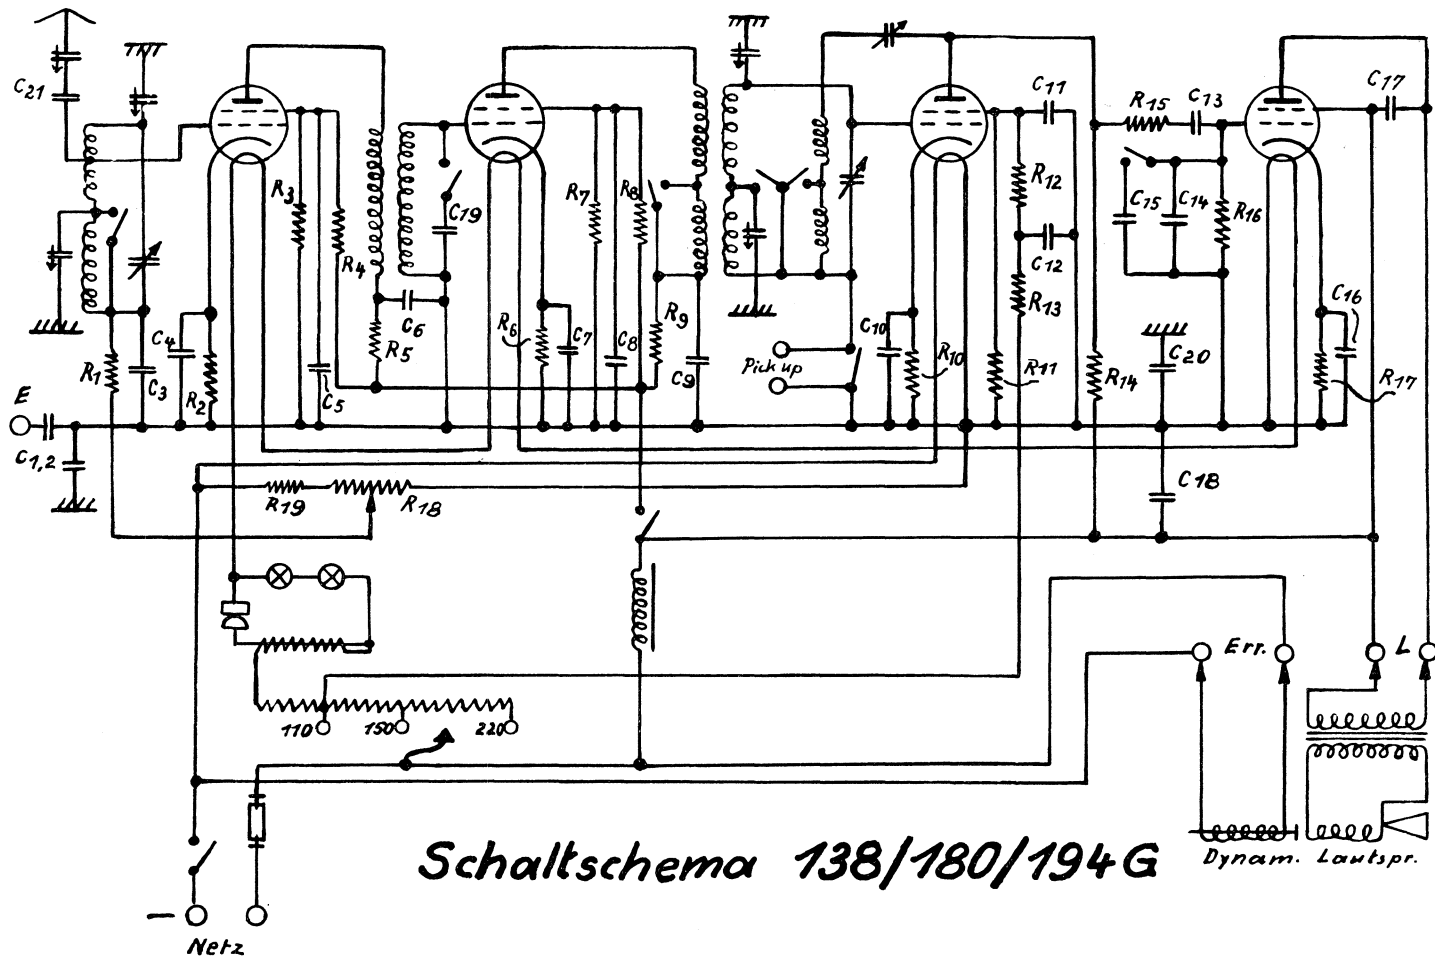 C21
C11
C17
R15 C13
R3
R7
R8
R12
C19
C15 C14
R16
R4
C12
R13
C6
R6
C7
R9
C10
C16
C4
R5
C8
C20
R1
C3
Pick up
R10
R11
R14
R17
C9
E
R2
C5
C1,2
C18
R19
R18
Err.
L
110 150 220
Schaltschema 138/180/194G
Dynam. Lautspr.
—
Netz